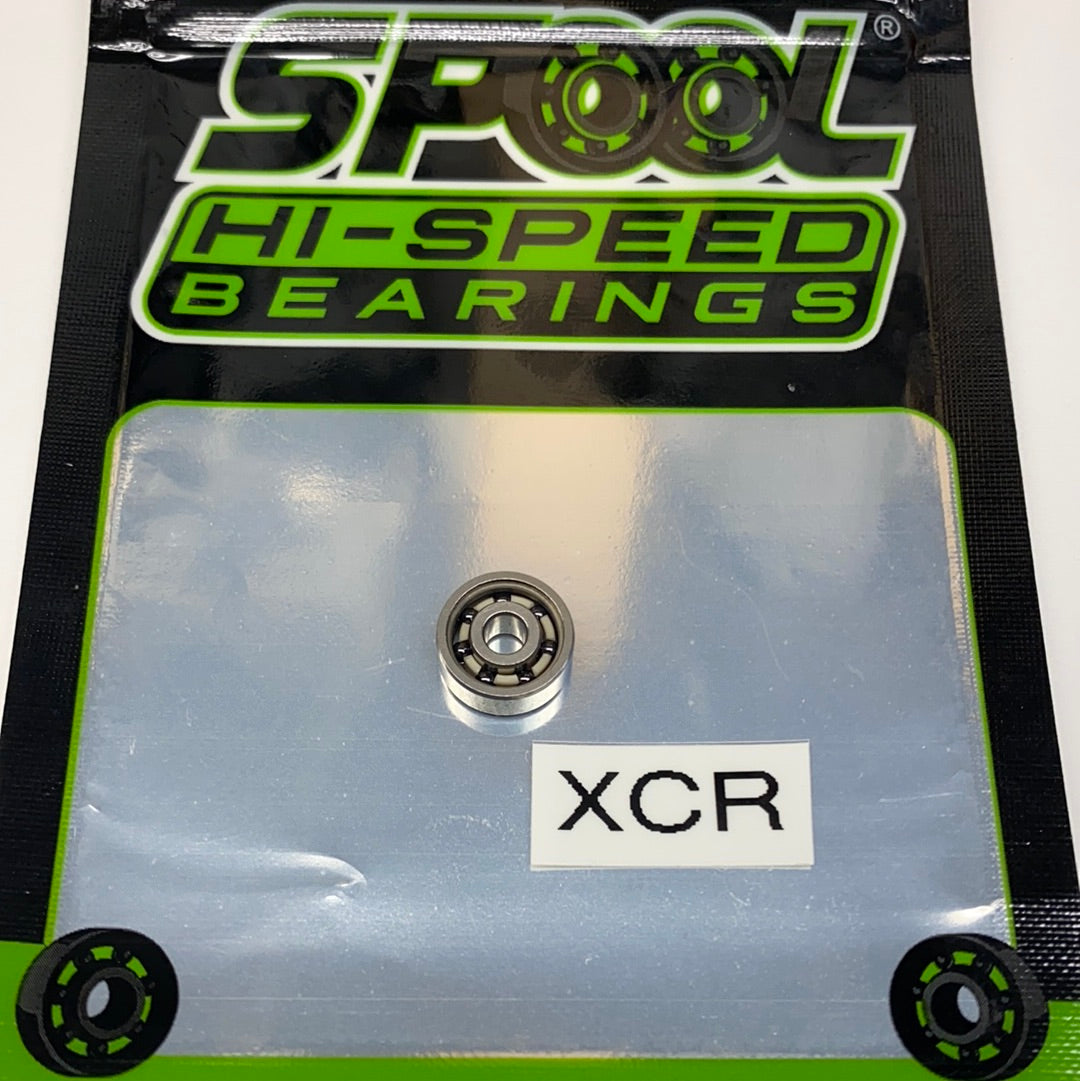 SPOOL®
HI-SPEED
BEARINGS
XCR